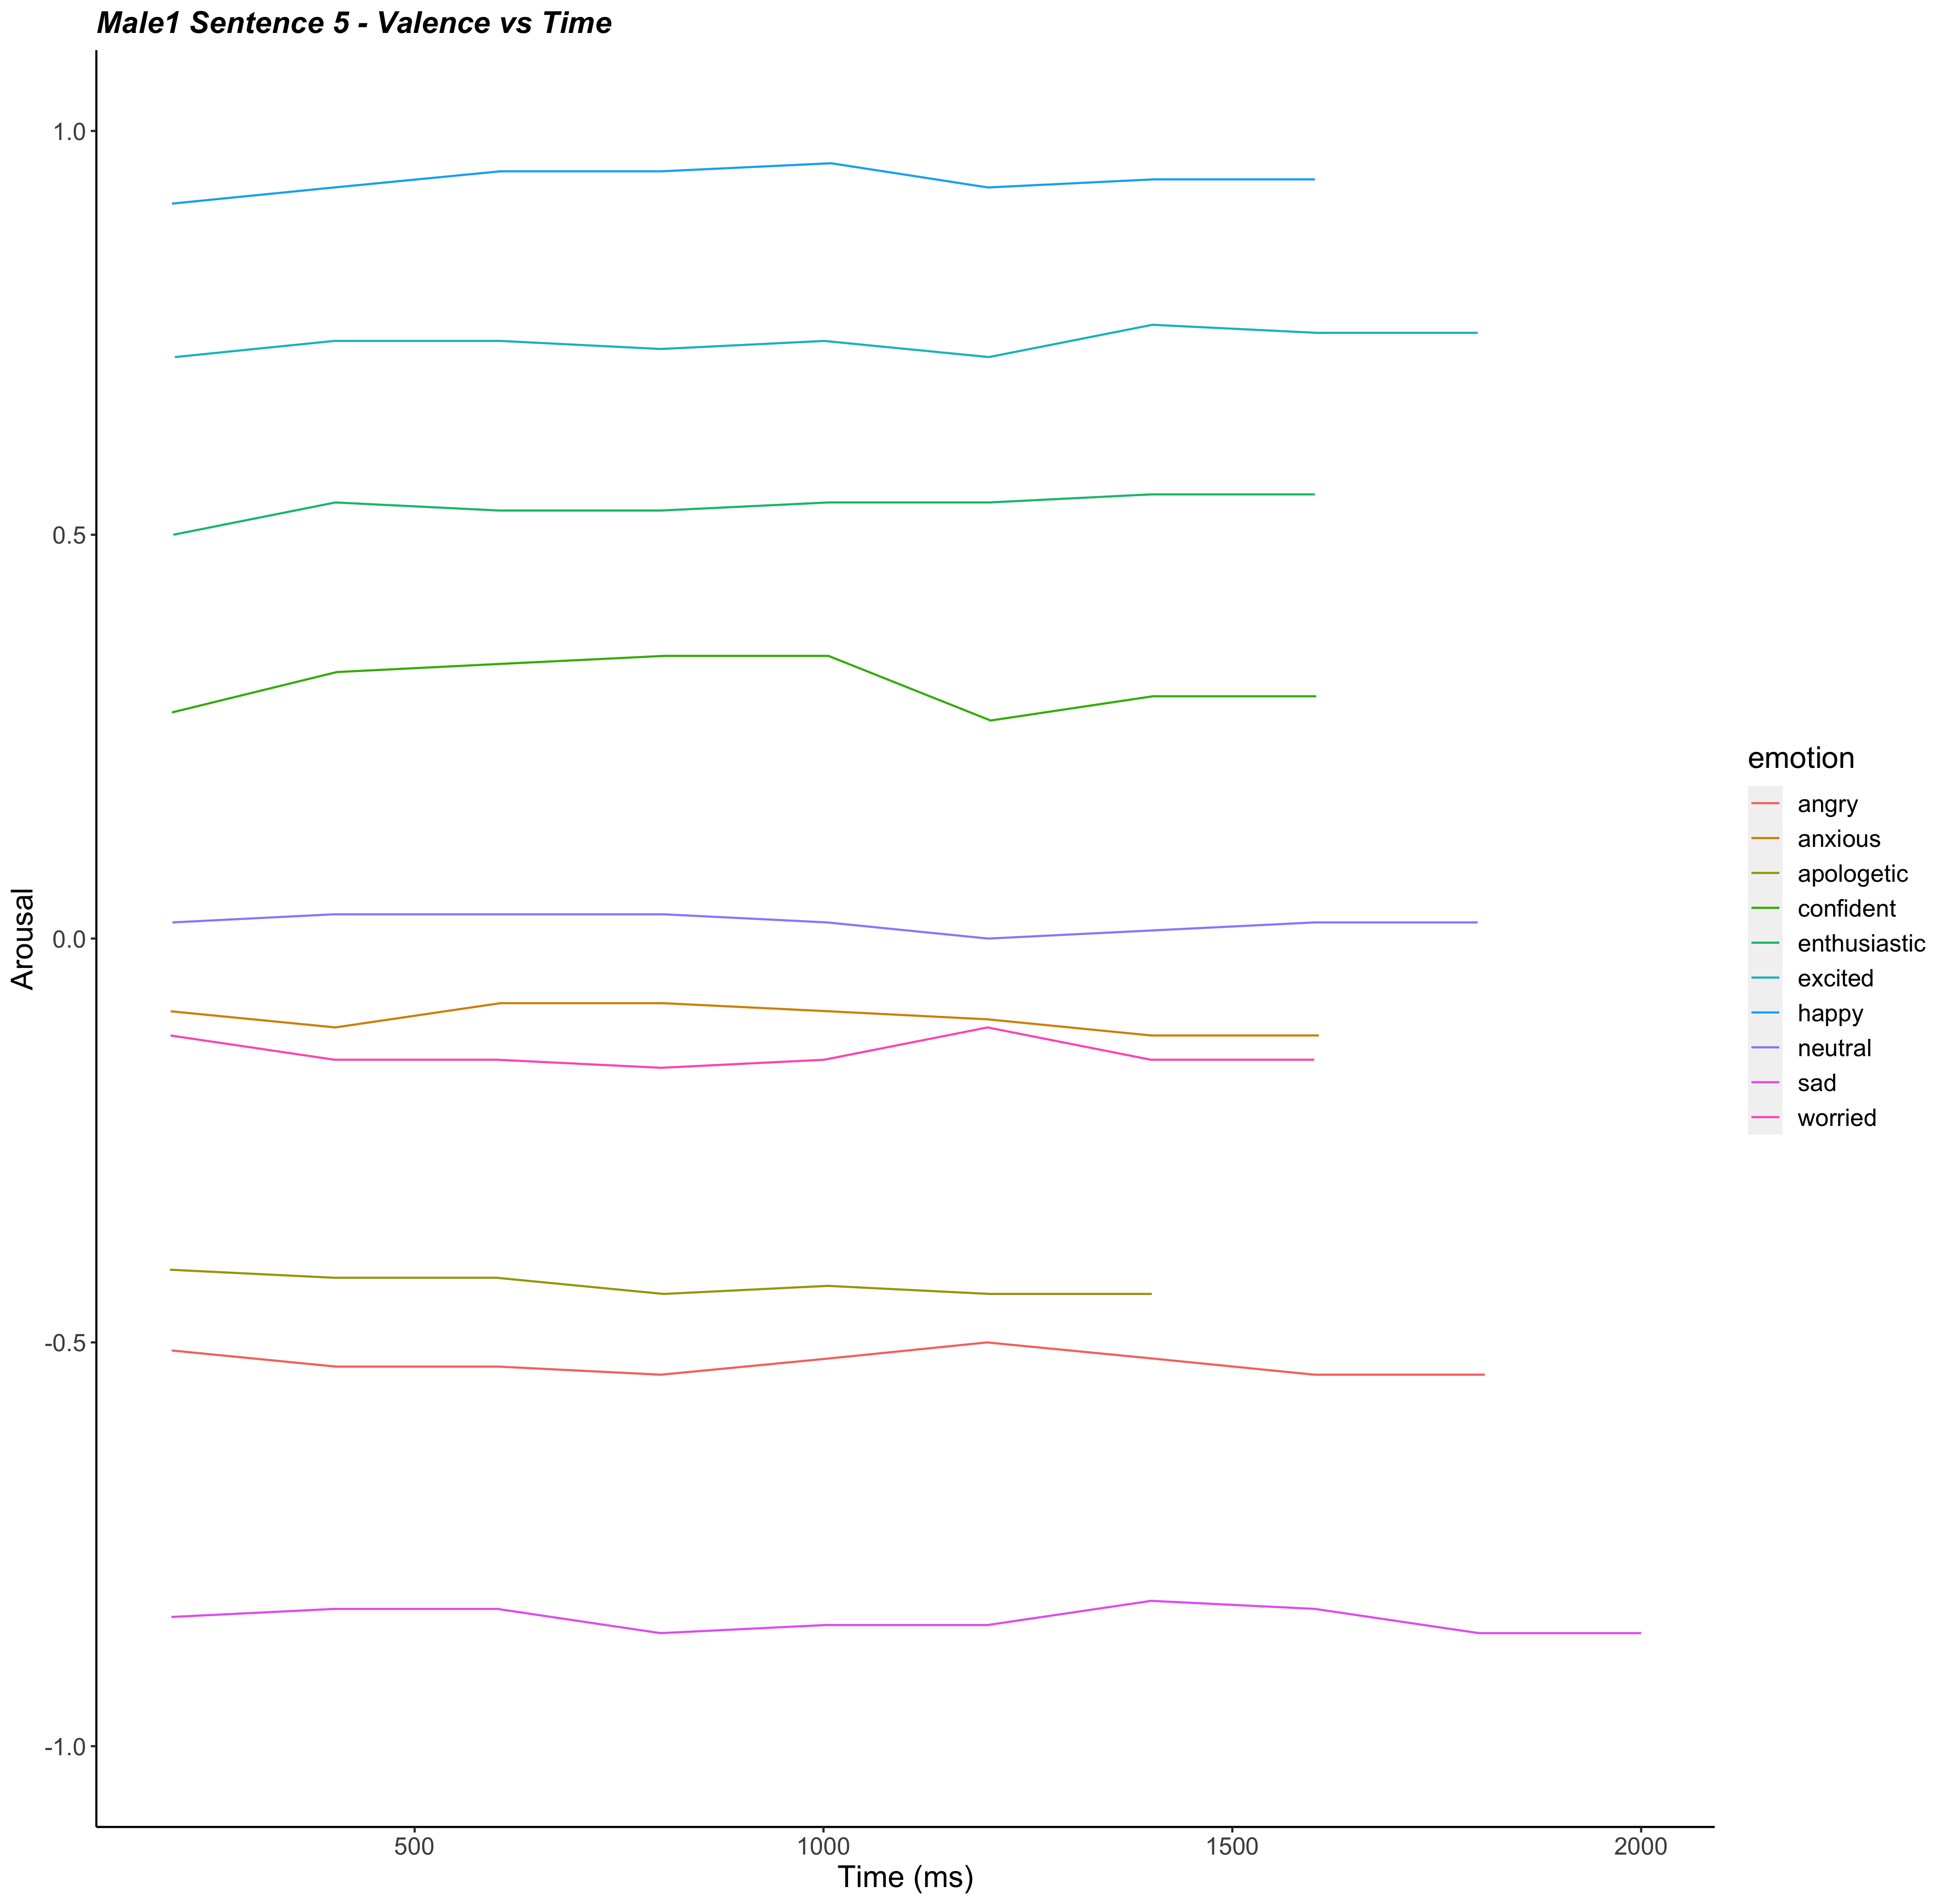 Male1 Sentence 5 - Valence vs Time
1.0
0.5
0.0
-0.5
-1.0
Arousal
500 1000 1500 2000
Time (ms)
emotion
angry
anxious
apologetic
confident
enthusiastic
excited
happy
neutral
sad
worried